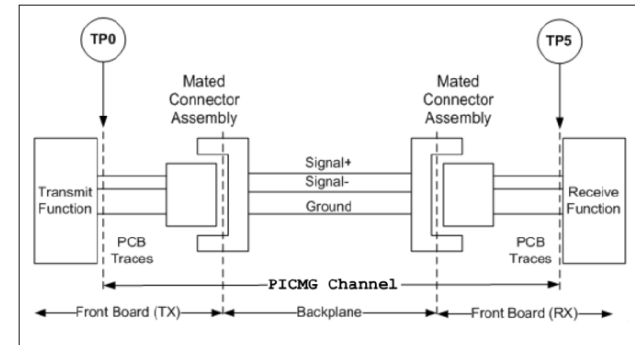 TP0
TP5
Mated
Connector
Assembly
Mated
Connector
Assembly
Signal+
Signal-
Ground
Transmit
Function
Receive
Function
PCB
Traces
PCB
Traces
PICMG Channel
Front Board (TX)
Backplane
Front Board (RX)